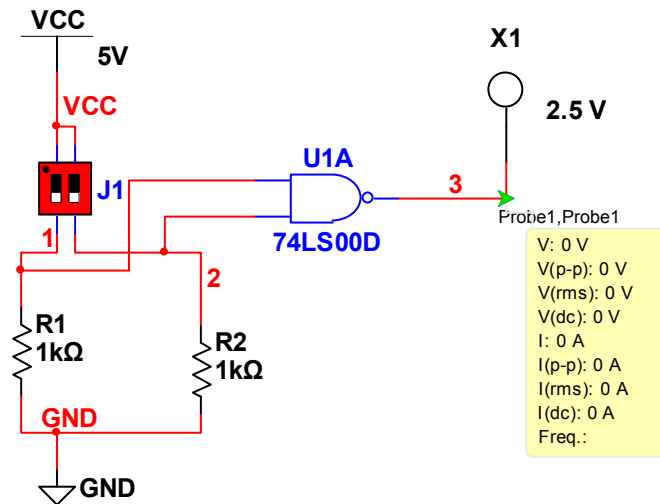 VCC
5V
VCC
J1
1
2
R1
1kΩ
R2
1kΩ
GND
GND
U1A
74LS00D
3
X1
2.5 V
Probe1,Probe1
V: 0 V
V(p-p): 0 V
V(rms): 0 V
V(dc): 0 V
I: 0 A
I(p-p): 0 A
I(rms): 0 A
I(dc): 0 A
Freq.: